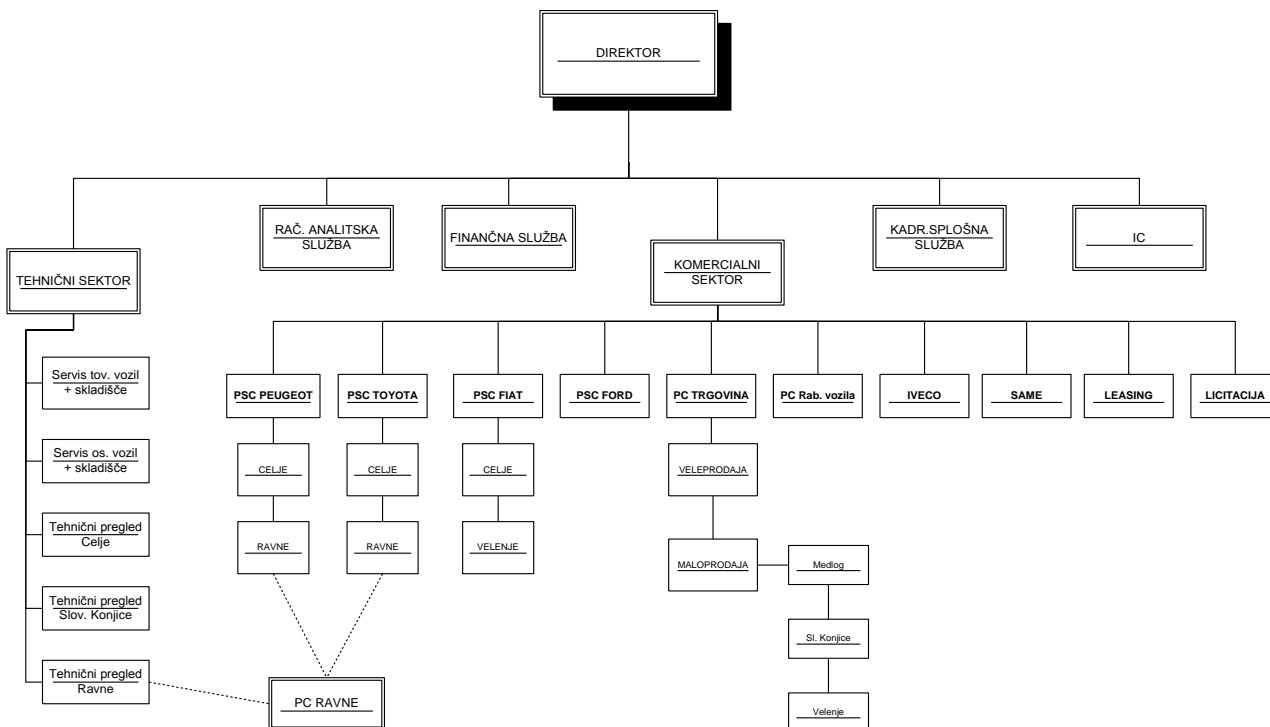 DIREKTOR
RAČ. ANALITSKA
SLUŽBA
FINANČNA SLUŽBA
KADR.SPLOŠNA
SLUŽBA
IC
TEHNIČNI SEKTOR
KOMERCIALNI
SEKTOR
Servis tov. vozil
+ skladišče
Servis os. vozil
+ skladišče
Tehnični pregled
Celje
Tehnični pregled
Slov. Konjice
Tehnični pregled
Ravne
PSC PEUGEOT
PSC TOYOTA
PSC FIAT
PSC FORD
PC TRGOVINA
PC Rab. vozila
IVECO
SAME
LEASING
LICITACIJA
CELJE
CELJE
CELJE
VELEPRODAJA
RAVNE
RAVNE
VELENJE
MALOPRODAJA
Medlog
Sl. Konjice
Velenje
PC RAVNE